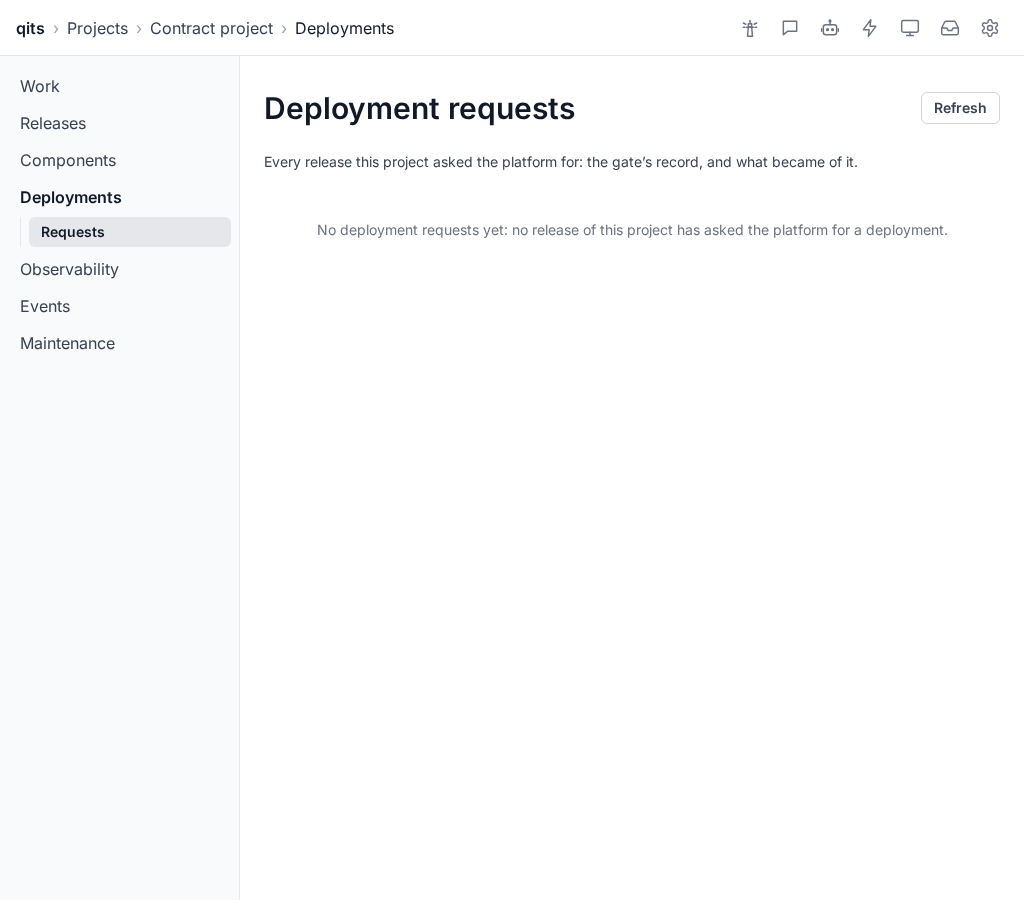 qits › Projects › Contract project › Deployments
Work
Releases
Components
Deployments
Requests
Observability
Events
Maintenance
Deployment requests
Refresh
Every release this project asked the platform for: the gate’s record, and what became of it.
No deployment requests yet: no release of this project has asked the platform for a deployment.